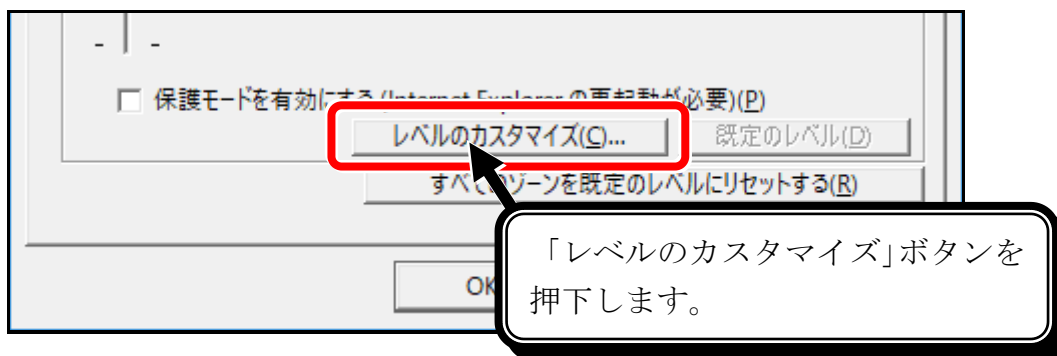 保護モードを有効にする (Internet Explorer の再起動が必要)(P)
レベルのカスタマイズ(C)...
既定のレベル(D)
すべてのゾーンを既定のレベルにリセットする(R)
OK
「レベルのカスタマイズ」ボタンを
押下します。